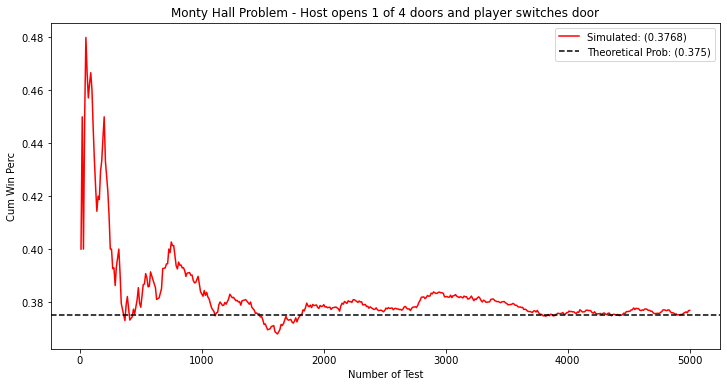 Monty Hall Problem - Host opens 1 of 4 doors and player switches door
Simulated: (0.3768)
Theoretical Prob: (0.375)
Cum Win Perc
0.48
0.46
0.44
0.42
0.40
0.38
0
1000
2000
3000
4000
5000
Number of Test